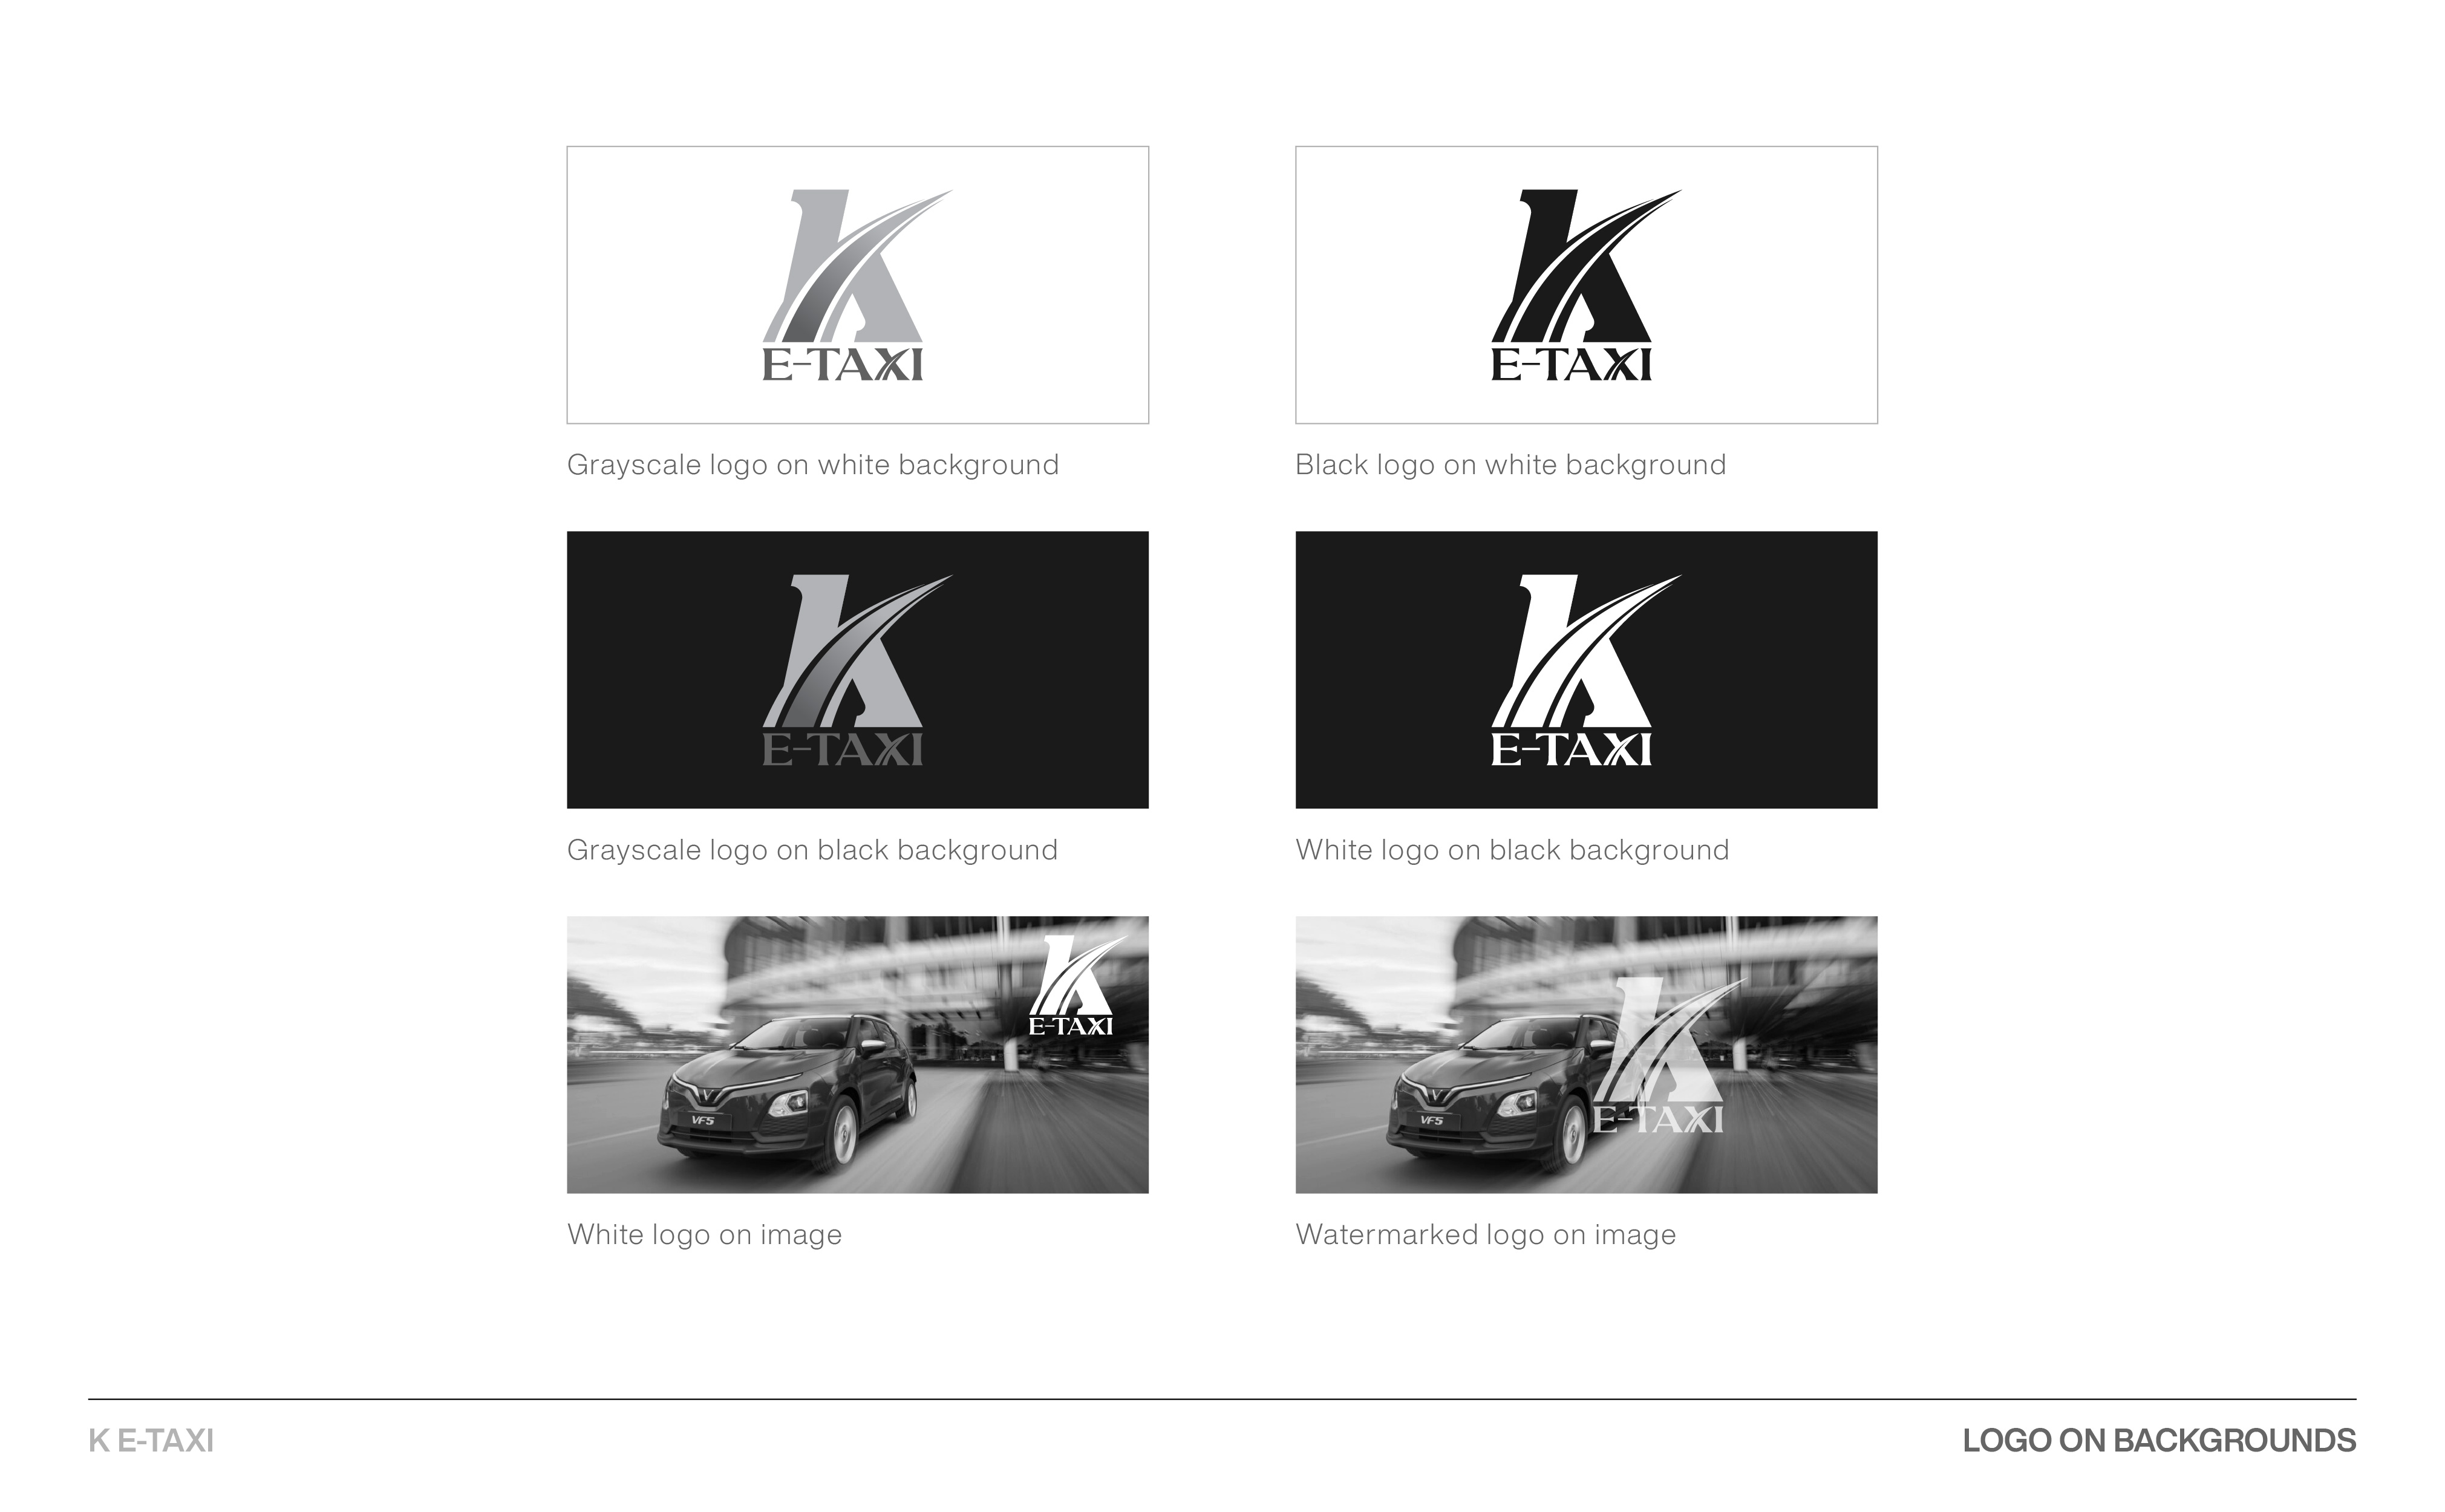 K
E-TAXI
K
E-TAXI
Grayscale logo on white background
Black logo on white background
K
E-TAXI
K
E-TAXI
Grayscale logo on black background
White logo on black background
K
E-TAXI
VF5
K
E-TAXI
VF5
White logo on image
Watermarked logo on image
K E-TAXI
LOGO ON BACKGROUNDS